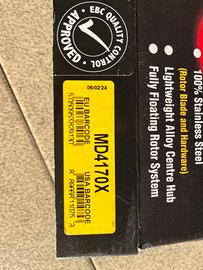 EBC QUALITY CONTROL
APPROVED
06/02/24
EU BARCODE
MD4170X
USA BARCODE
100% Stainless Steel
(Rotor Blade and Hardware)
Lightweight Alloy Centre Hub
Fully Floating Rotor System